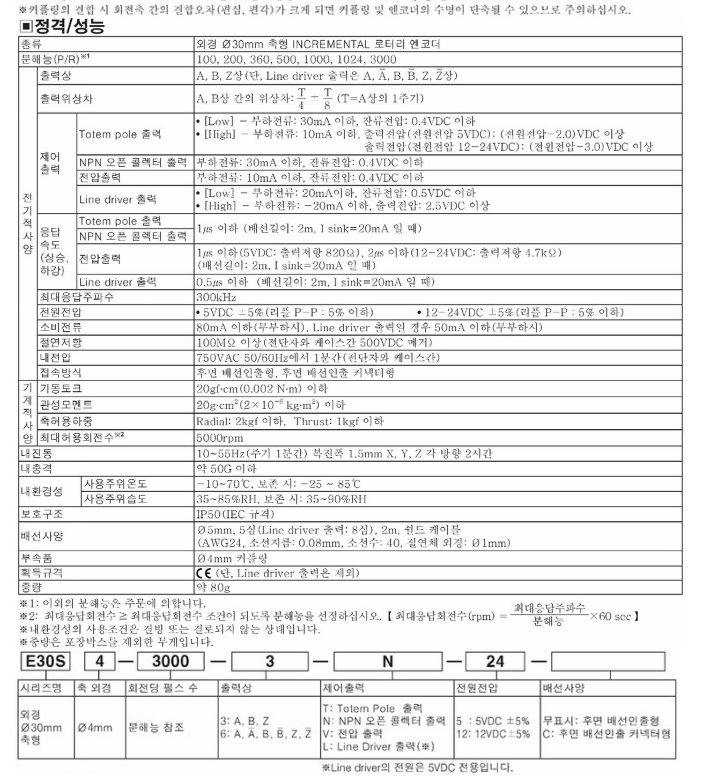 ※커플링의 결합 시 회전축 간의 결합오차(편심, 편각)가 크게 되면 커플링 및 엔코더의 수명이 단축될 수 있으므로 주의하십시오.
▣정격/성능
종류 외경 Ø30mm 축형 INCREMENTAL 로터리 엔코더
분해능(P/R)※1 100, 200, 360, 500, 1000, 1024, 3000
전기적사양
출력상 A, B, Z상(단, Line driver 출력은 A, A̅, B, B̅, Z, Z̅상)
출력위상차 A, B상 간의 위상차: T/4 ± T/8 (T=A상의 1주기)
제어출력
Totem pole 출력
• [Low] - 부하전류: 30mA 이하, 잔류전압: 0.4VDC 이하
• [High] - 부하전류: 10mA 이하, 출력전압(전원전압 5VDC): (전원전압-2.0)VDC 이상
출력전압(전원전압 12-24VDC): (전원전압-3.0)VDC 이상
NPN 오픈 콜렉터 출력 부하전류: 30mA 이하, 잔류전압: 0.4VDC 이하
전압출력 부하전류: 10mA 이하, 잔류전압: 0.4VDC 이하
Line driver 출력
• [Low] - 부하전류: 20mA이하, 잔류전압: 0.5VDC 이하
• [High] - 부하전류: -20mA 이하, 출력전압: 2.5VDC 이상
응답속도(상승, 하강)
Totem pole 출력
NPN 오픈 콜렉터 출력
1㎲ 이하 (배선길이: 2m, I sink=20mA 일 때)
전압출력
1㎲ 이하(5VDC: 출력저항 820Ω), 2㎲ 이하(12-24VDC: 출력저항 4.7kΩ)
(배선길이: 2m, I sink=20mA 일 때)
Line driver 출력 0.5㎲ 이하 (배선길이: 2m, I sink=20mA 일 때)
최대응답주파수 300kHz
전원전압 • 5VDC ±5%(리플 P-P : 5% 이하) • 12-24VDC ±5%(리플 P-P : 5% 이하)
소비전류 80mA 이하(무부하시), Line driver 출력일 경우 50mA 이하(무부하시)
절연저항 100MΩ 이상(전단자와 케이스간 500VDC 메거)
내전압 750VAC 50/60Hz에서 1분간(전단자와 케이스간)
접속방식 후면 배선인출형, 후면 배선인출 커넥터형
기계적사양
기동토크 20gf·cm(0.002 N·m) 이하
관성모멘트 20g·cm²(2×10⁻⁶ kg·m²) 이하
축허용하중 Radial: 2kgf 이하, Thrust: 1kgf 이하
최대허용회전수※2 5000rpm
내진동 10~55Hz(주기 1분간) 복진폭 1.5mm X, Y, Z 각 방향 2시간
내충격 약 50G 이하
내환경성
사용주위온도 -10~70℃, 보존 시: -25 ~ 85℃
사용주위습도 35~85%RH, 보존 시: 35~90%RH
보호구조 IP50(IEC 규격)
배선사양
Ø5mm, 5심(Line driver 출력: 8심), 2m, 쉴드 케이블
(AWG24, 소선지름: 0.08mm, 소선수: 40, 절연체 외경: Ø1mm)
부속품 Ø4mm 커플링
획득규격 CE (단, Line driver 출력은 제외)
중량 약 80g
※1: 이외의 분해능은 주문에 의합니다.
※2: 최대응답회전수 ≥ 최대응답회전수 조건이 되도록 분해능을 선정하십시오.【 최대응답회전수(rpm) = 최대응답주파수/분해능 ×60 sec 】
※내환경성의 사용조건은 결빙 또는 결로되지 않는 상태입니다.
※중량은 포장박스를 제외한 무게입니다.
E30S 4 - 3000 - 3 - N - 24 -
시리즈명 축 외경 회전당 펄스 수 출력상 제어출력 전원전압 배선사양
외경 Ø30mm 축형
Ø4mm
분해능 참조
3: A, B, Z
6: A, A̅, B, B̅, Z, Z̅
T: Totem Pole 출력
N: NPN 오픈 콜렉터 출력
V: 전압 출력
L: Line Driver 출력(※)
5 : 5VDC ±5%
12: 12VDC±5%
무표시: 후면 배선인출형
C: 후면 배선인출 커넥터형
※Line driver의 전원은 5VDC 전용입니다.